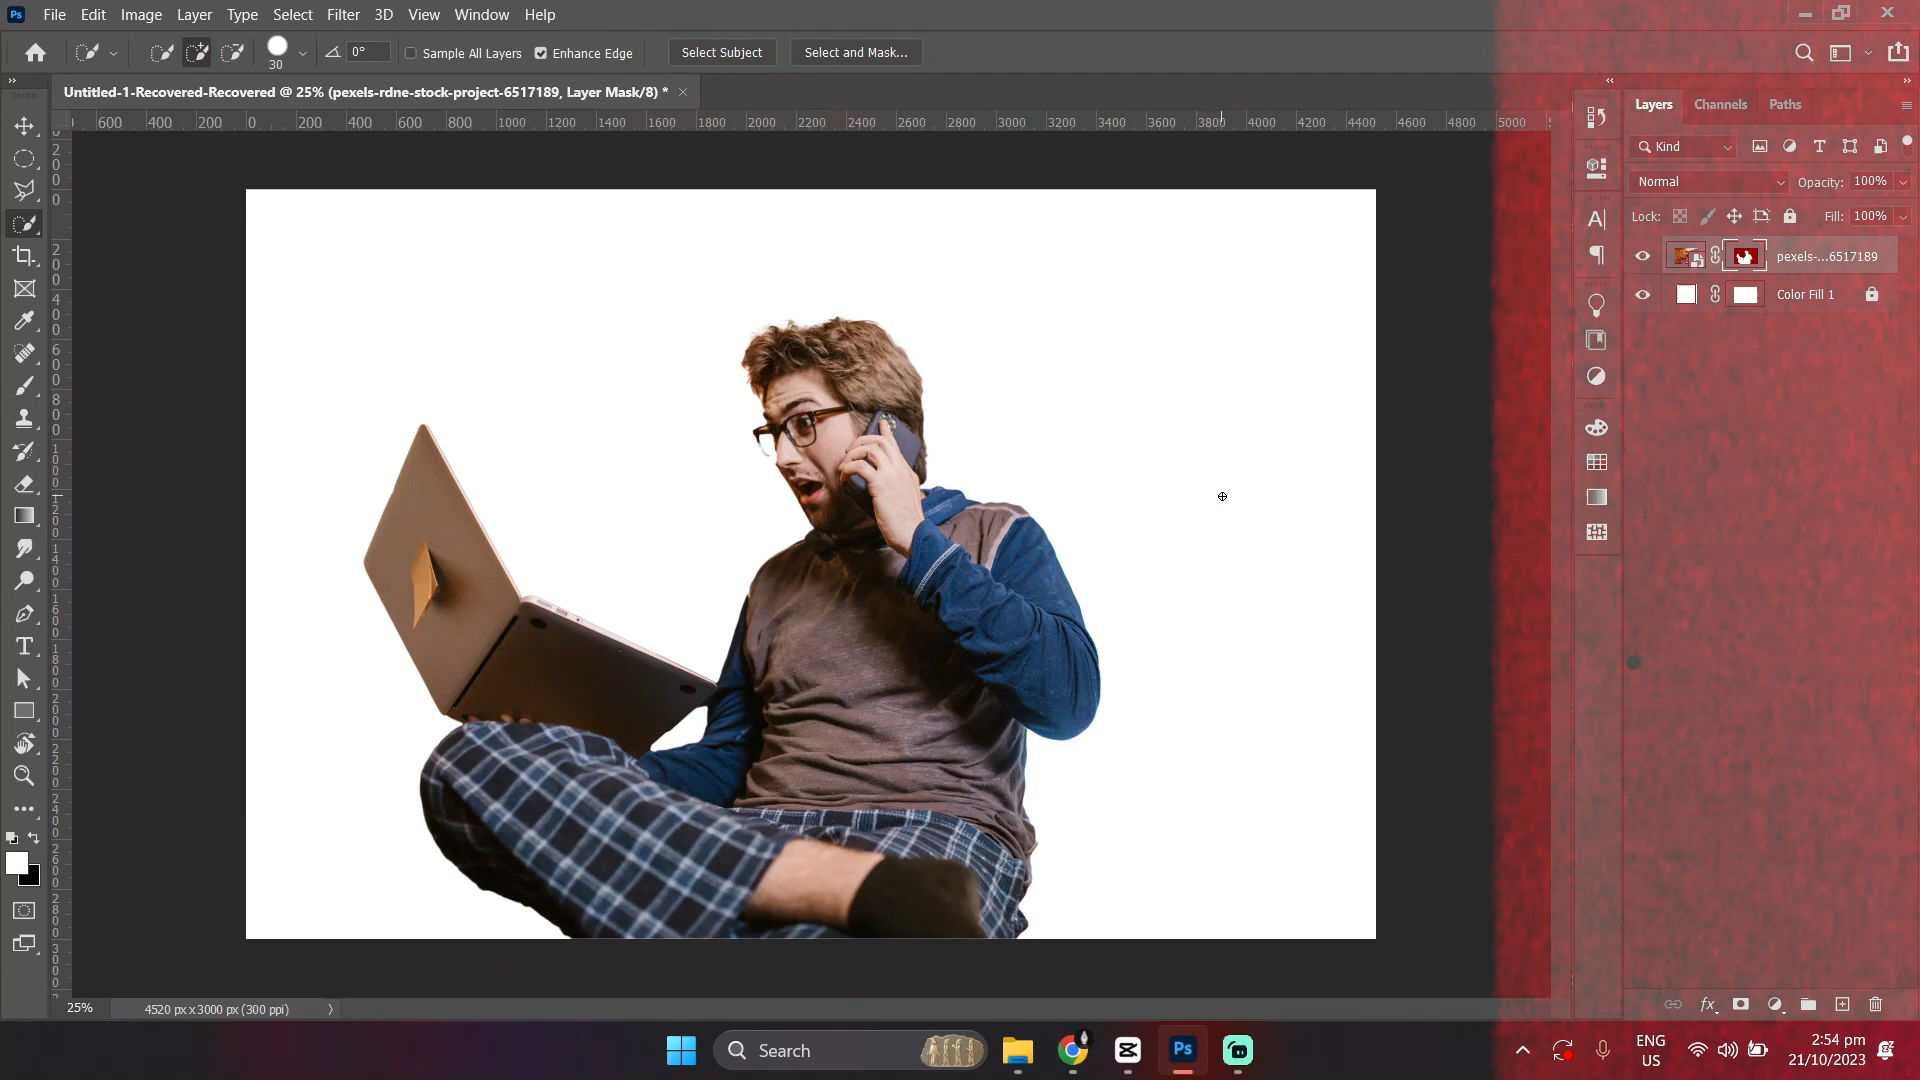 Ps File Edit Image Layer Type Select Filter 3D View Window Help
30 0° Sample All Layers Enhance Edge Select Subject Select and Mask...
Untitled-1-Recovered-Recovered @ 25% (pexels-rdne-stock-project-6517189, Layer Mask/8) *
600 400 200 0 200 400 600 800 1000 1200 1400 1600 1800 2000 2200 2400 2600 2800 3000 3200 3400 3600 3800 4000 4200 4400 4600 4800 5000
Layers Channels Paths
Kind
Normal Opacity: 100%
Lock: Fill: 100%
pexels-...6517189
Color Fill 1
25% 4520 px x 3000 px (300 ppi)
fx
Search
Ps
ENG
US
2:54 pm
21/10/2023